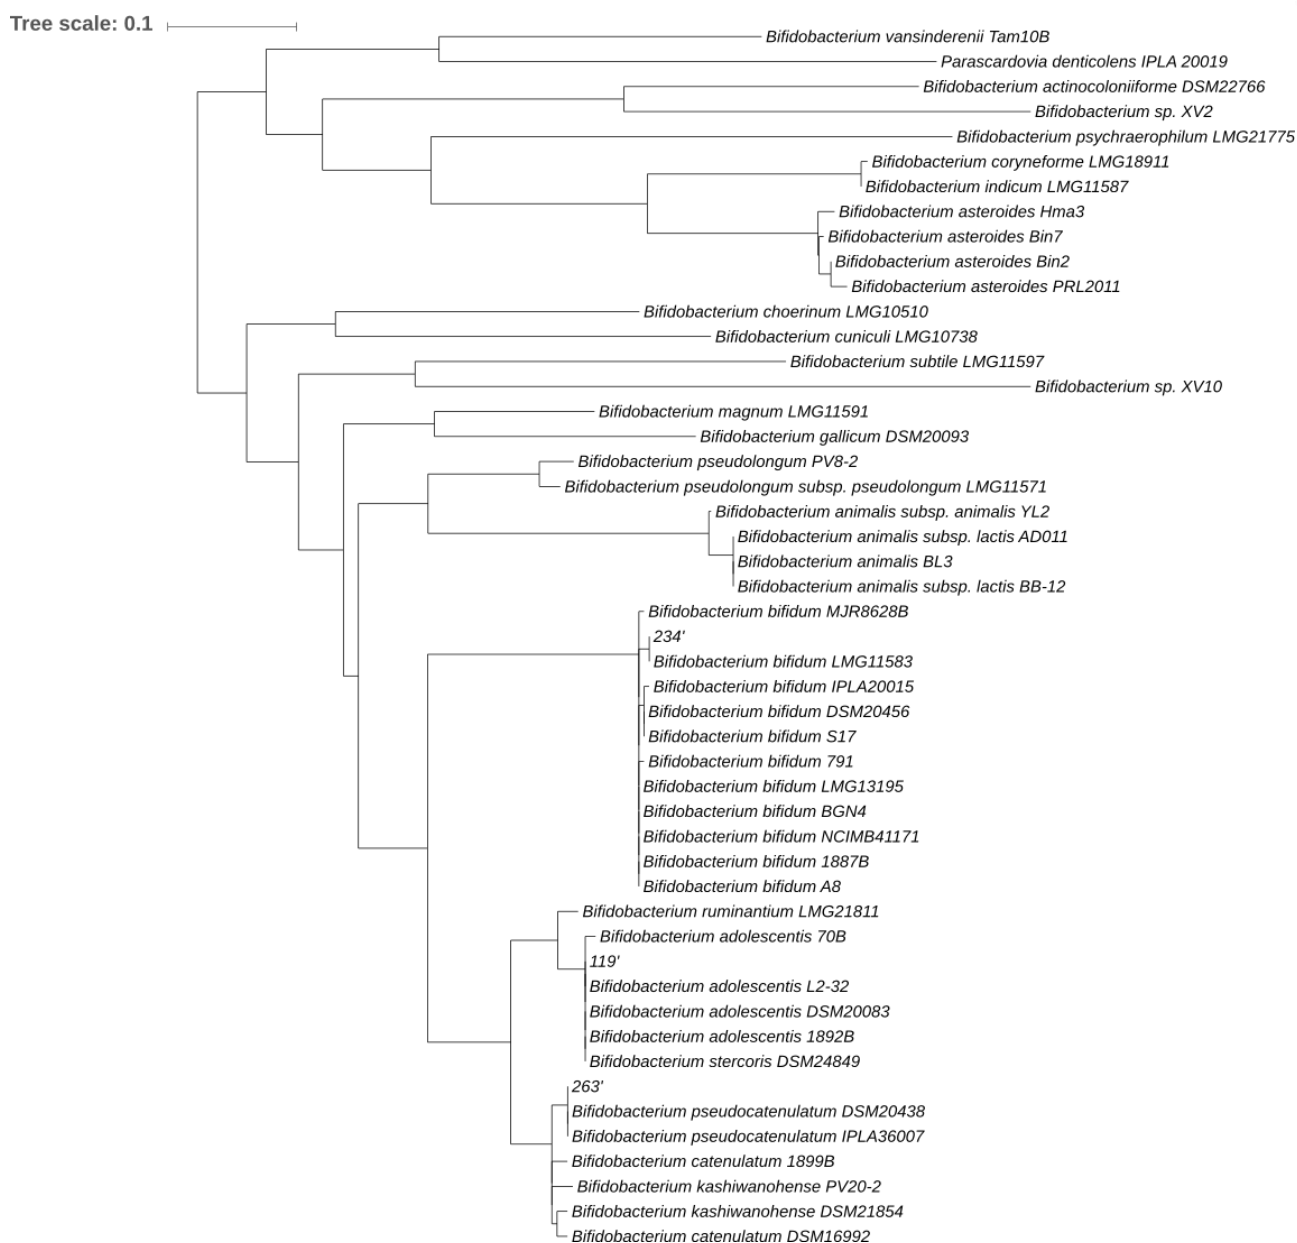 Tree scale: 0.1
Bifidobacterium vansinderenii Tam10B
Parascardovia denticolens IPLA 20019
Bifidobacterium actinocoloniiforme DSM22766
Bifidobacterium sp. XV2
Bifidobacterium psychraerophilum LMG21775
Bifidobacterium coryneforme LMG18911
Bifidobacterium indicum LMG11587
Bifidobacterium asteroides Hma3
Bifidobacterium asteroides Bin7
Bifidobacterium asteroides Bin2
Bifidobacterium asteroides PRL2011
Bifidobacterium choerinum LMG10510
Bifidobacterium cuniculi LMG10738
Bifidobacterium subtile LMG11597
Bifidobacterium sp. XV10
Bifidobacterium magnum LMG11591
Bifidobacterium gallicum DSM20093
Bifidobacterium pseudolongum PV8-2
Bifidobacterium pseudolongum subsp. pseudolongum LMG11571
Bifidobacterium animalis subsp. animalis YL2
Bifidobacterium animalis subsp. lactis AD011
Bifidobacterium animalis BL3
Bifidobacterium animalis subsp. lactis BB-12
Bifidobacterium bifidum MJR8628B
234'
Bifidobacterium bifidum LMG11583
Bifidobacterium bifidum IPLA20015
Bifidobacterium bifidum DSM20456
Bifidobacterium bifidum S17
Bifidobacterium bifidum 791
Bifidobacterium bifidum LMG13195
Bifidobacterium bifidum BGN4
Bifidobacterium bifidum NCIMB41171
Bifidobacterium bifidum 1887B
Bifidobacterium bifidum A8
Bifidobacterium ruminantium LMG21811
Bifidobacterium adolescentis 70B
119'
Bifidobacterium adolescentis L2-32
Bifidobacterium adolescentis DSM20083
Bifidobacterium adolescentis 1892B
Bifidobacterium stercoris DSM24849
263'
Bifidobacterium pseudocatenulatum DSM20438
Bifidobacterium pseudocatenulatum IPLA36007
Bifidobacterium catenulatum 1899B
Bifidobacterium kashiwanohense PV20-2
Bifidobacterium kashiwanohense DSM21854
Bifidobacterium catenulatum DSM16992